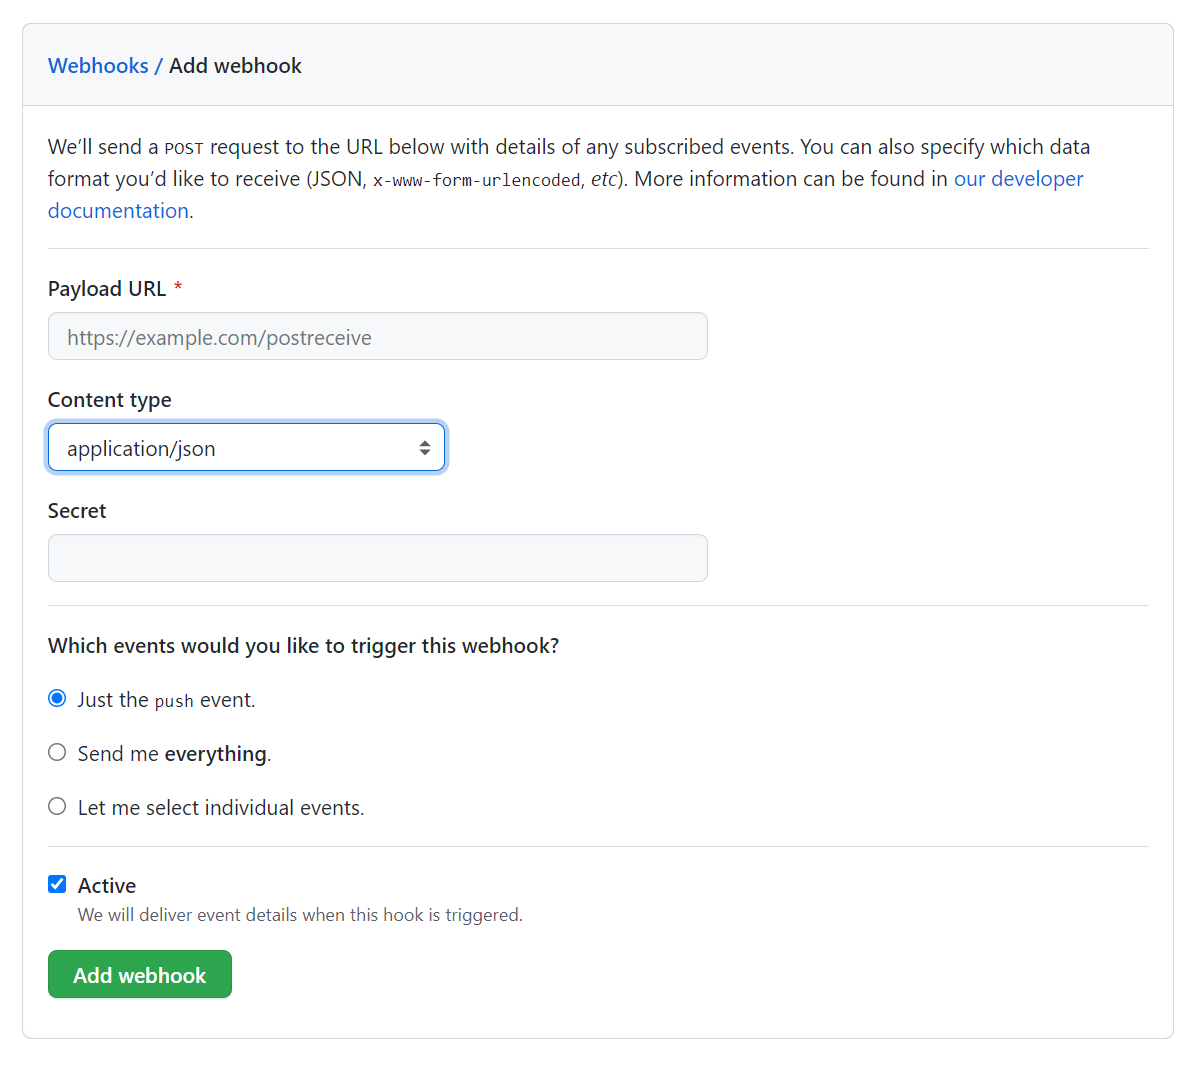 Webhooks / Add webhook
We’ll send a POST request to the URL below with details of any subscribed events. You can also specify which data
format you’d like to receive (JSON, x-www-form-urlencoded, etc). More information can be found in our developer
documentation.
Payload URL *
https://example.com/postreceive
Content type
application/json
Secret
Which events would you like to trigger this webhook?
Just the push event.
Send me everything.
Let me select individual events.
Active
We will deliver event details when this hook is triggered.
Add webhook